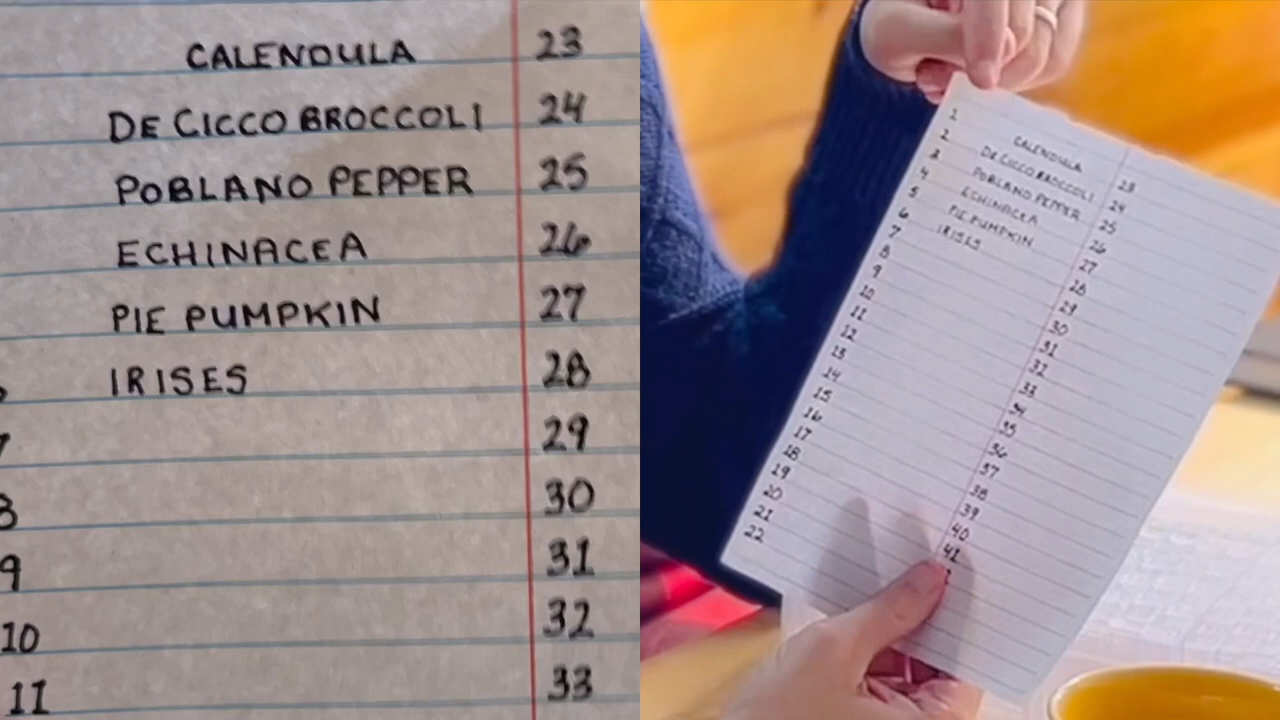 CALENDULA 23
DE CICCO BROCCOLI 24
POBLANO PEPPER 25
ECHINACEA 26
PIE PUMPKIN 27
IRISES 28
7 29
8 30
9 31
10 32
11 33
1 CALENDULA 23
2 DE CICCO BROCCOLI 24
3 POBLANO PEPPER 25
4 ECHINACEA 26
5 PIE PUMPKIN 27
6 IRISES 28
7 29
8 30
9 31
10 32
11 33
12 34
13 35
14 36
15 37
16 38
17 39
18 40
19 41
20
21
22